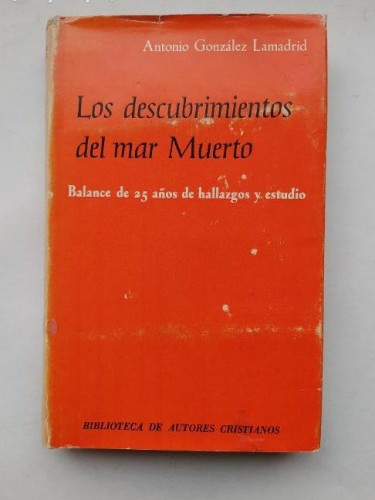 Antonio González Lamadrid
Los descubrimientos
del mar Muerto
Balance de 25 años de hallazgos y estudio
BIBLIOTECA DE AUTORES CRISTIANOS